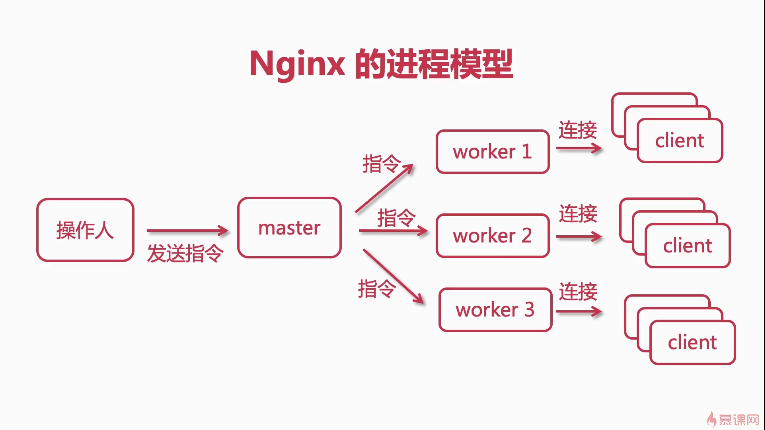 Nginx 的进程模型
操作人
发送指令
master
指令
指令
指令
worker 1
连接
client
worker 2
连接
client
worker 3
连接
client
慕课网